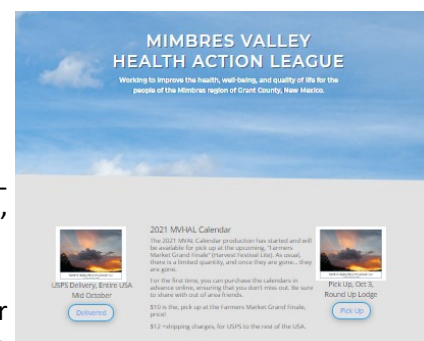 MIMBRES VALLEY
HEALTH ACTION LEAGUE
Working to improve the health, well-being, and quality of life for the
people of the Mimbres region of Grant County, New Mexico.
2021 MVHAL Calendar
The 2021 MVAL Calendar production has started and will
be available for pick up at the upcoming, "Farmers
Market Grand Finale" (Harvest Festival Lite). As usual,
there is a limited quantity, and once they are gone... they
are gone.
For the first time, you can purchase the calendars in
advance online, ensuring that you don't miss out. Be sure
to share with out of area friends.
$10 is the, pick up at the Farmers Market Grand Finale,
price!
$12 +shipping charges, for USPS to the rest of the USA.
USPS Delivery, Entire USA
Mid October
Delivered
Pick Up, Oct 3,
Round Up Lodge
Pick Up
,
r